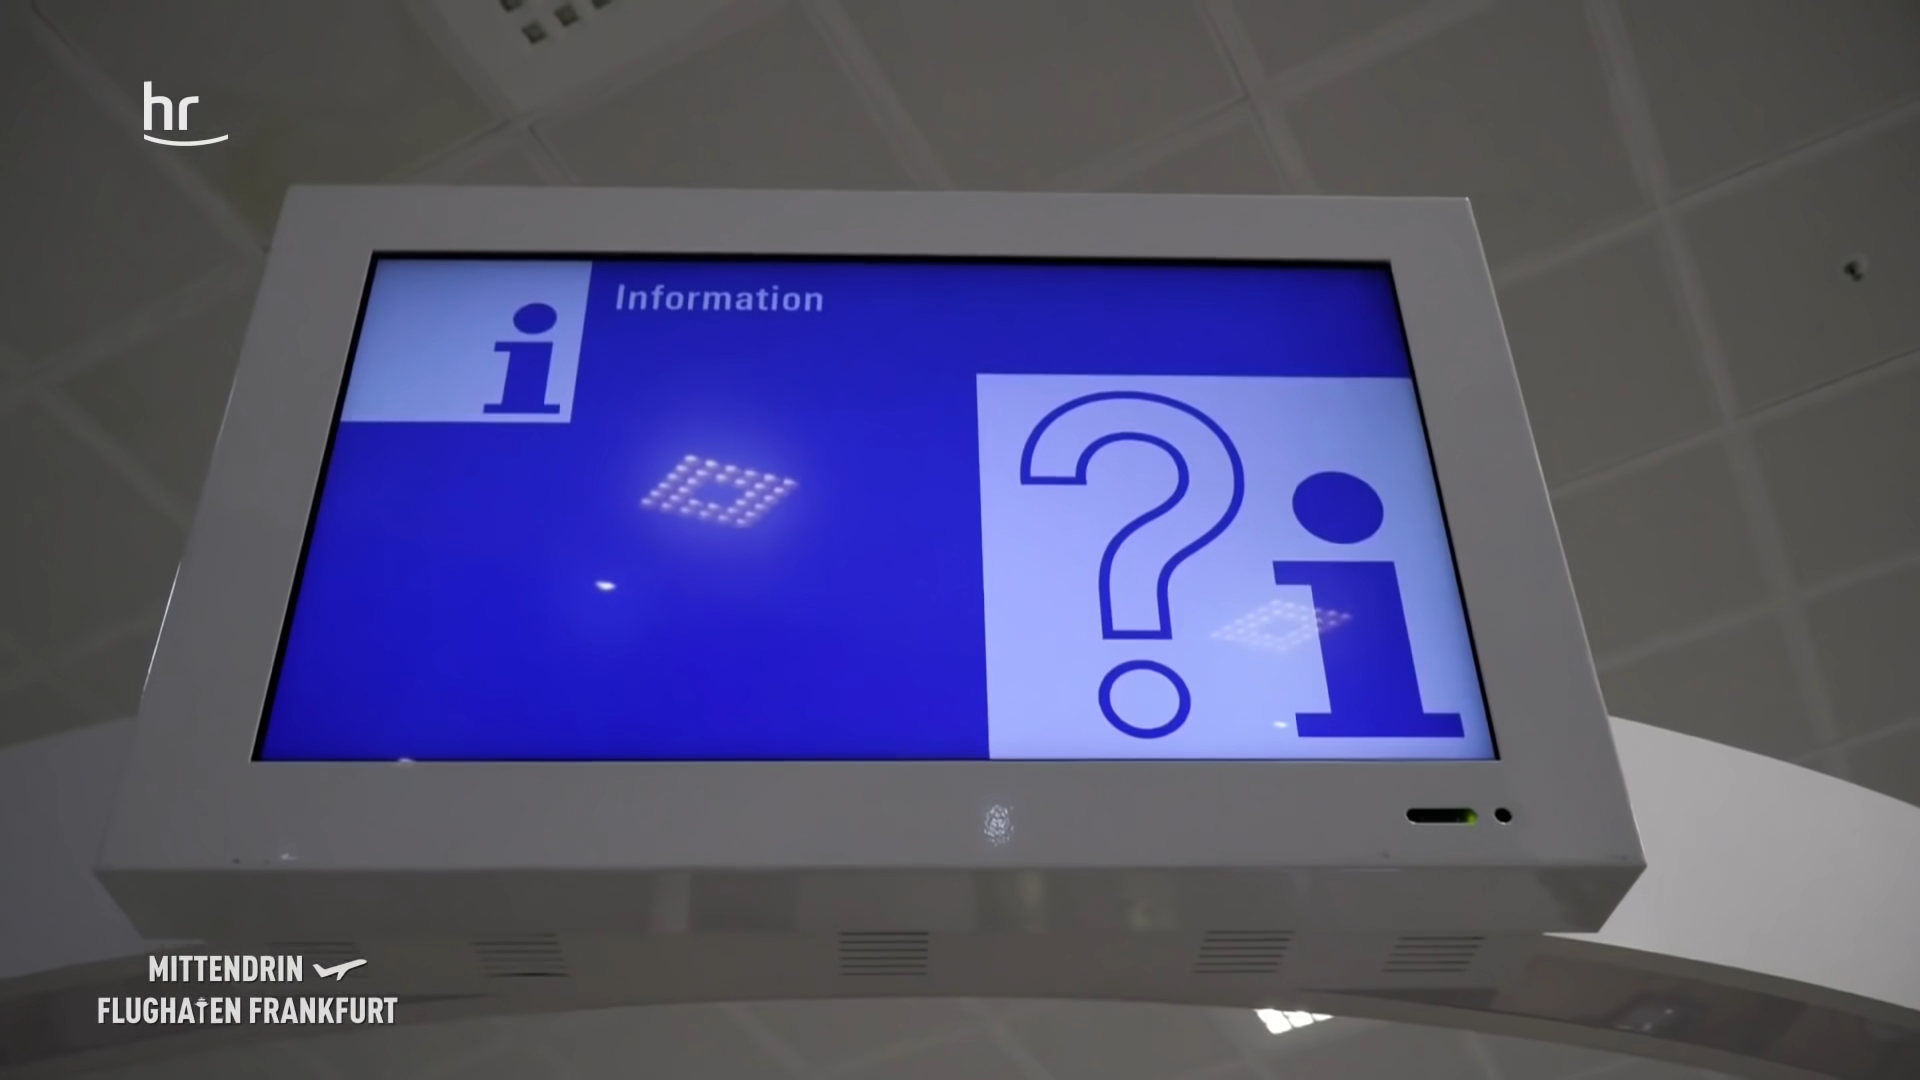 hr
i Information
? i
MITTENDRIN
FLUGHAFEN FRANKFURT